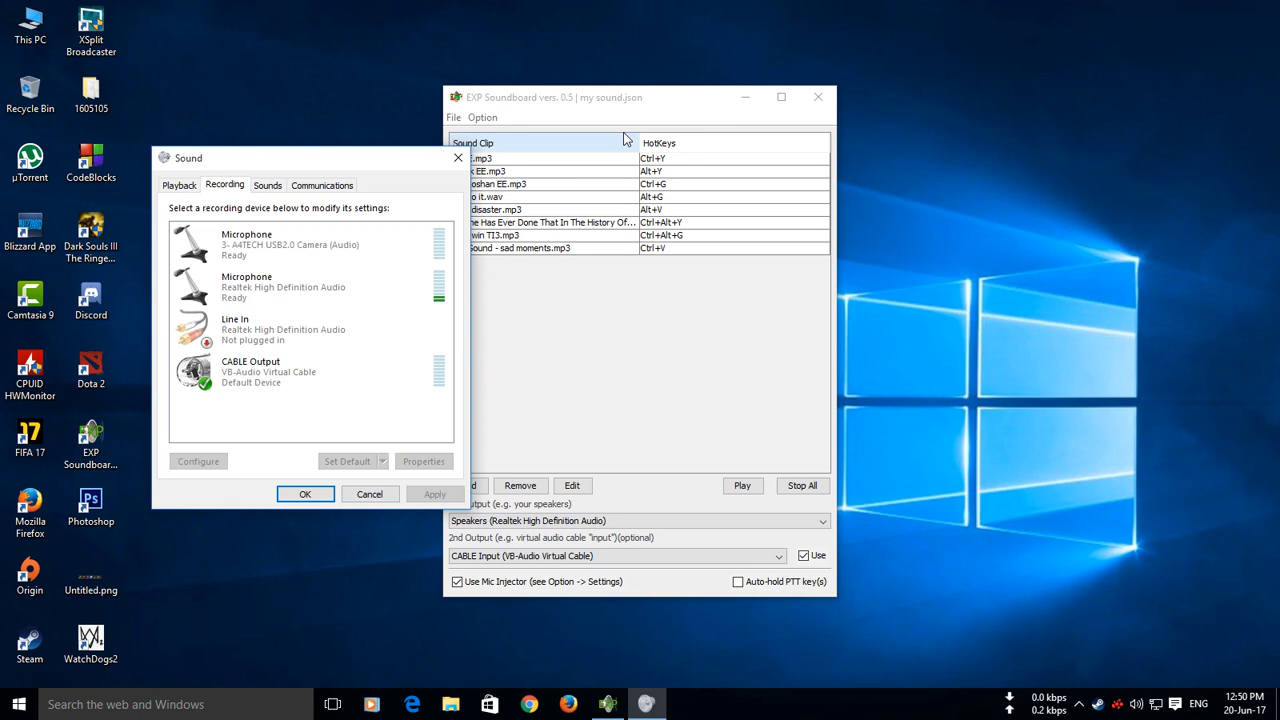 This PC
XSplit
Broadcaster
Recycle Bin
1605105
µTorrent
CodeBlocks
Blizzard App
Dark Souls III
The Ringe...
Camtasia 9
Discord
CPUID
HWMonitor
Dota 2
FIFA 17
EXP
Soundboar...
Mozilla
Firefox
Photoshop
Origin
Untitled.png
Steam
WatchDogs2
Sound
Playback
Recording
Sounds
Communications
Select a recording device below to modify its settings:
Microphone
3- A4TECH USB2.0 Camera (Audio)
Ready
Microphone
Realtek High Definition Audio
Ready
Line In
Realtek High Definition Audio
Not plugged in
CABLE Output
VB-Audio Virtual Cable
Default Device
Configure
Set Default
Properties
OK
Cancel
Apply
EXP Soundboard vers. 0.5 | my sound.json
File Option
Sound Clip HotKeys
E.mp3 Ctrl+Y
EE.mp3 Alt+Y
oshan EE.mp3 Ctrl+G
o it.wav Alt+G
disaster.mp3 Alt+V
ne Has Ever Done That In The History Of... Ctrl+Alt+Y
win TI3.mp3 Ctrl+Alt+G
Sound - sad moments.mp3 Ctrl+V
d Remove Edit Play Stop All
utput (e.g. your speakers)
Speakers (Realtek High Definition Audio)
2nd Output (e.g. virtual audio cable "input")(optional)
CABLE Input (VB-Audio Virtual Cable) Use
Use Mic Injector (see Option -> Settings) Auto-hold PTT key(s)
Search the web and Windows
0.0 kbps
0.2 kbps
ENG
12:50 PM
20-Jun-17